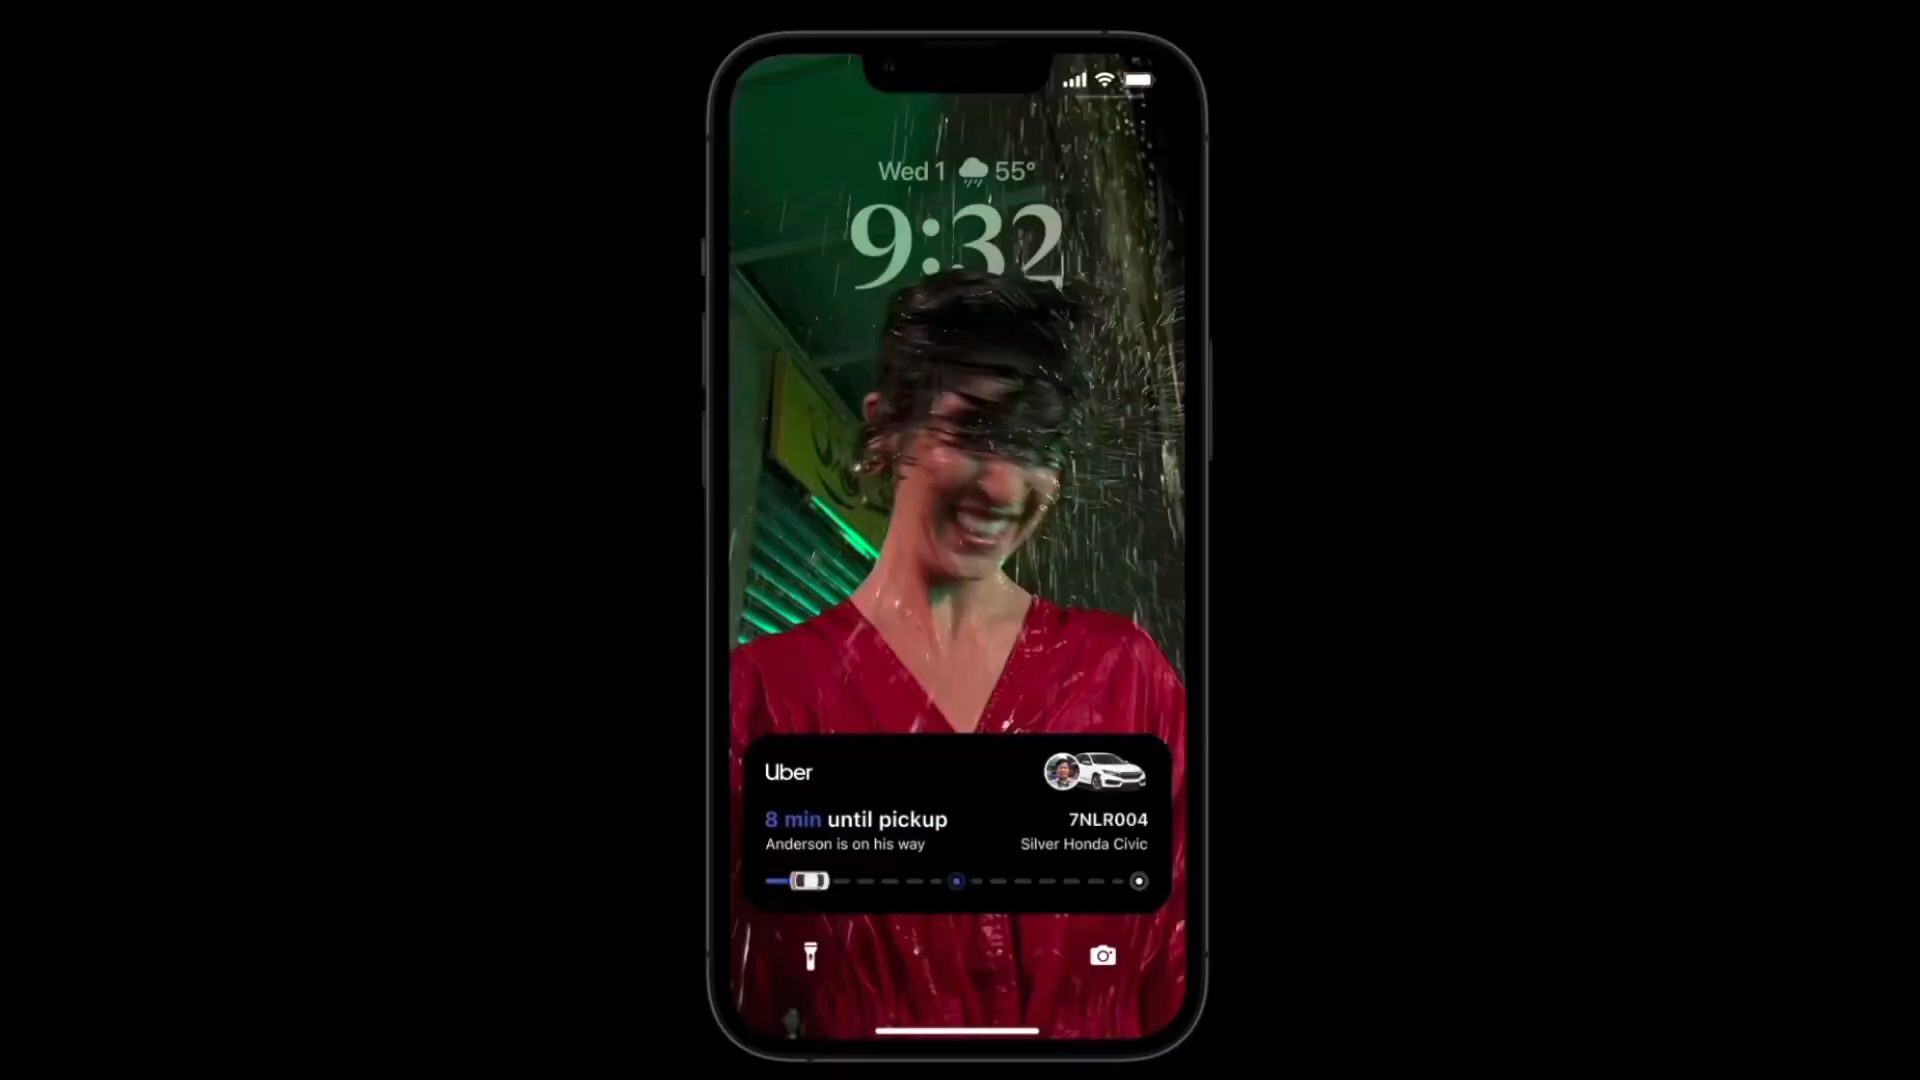 Wed 1 55°
9:32
Uber
8 min until pickup
7NLR004
Anderson is on his way
Silver Honda Civic